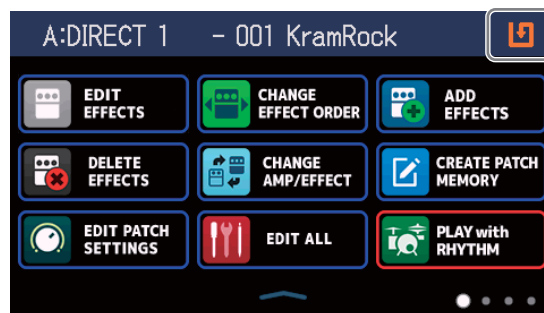 A:DIRECT 1 - 001 KramRock
EDIT
EFFECTS
CHANGE
EFFECT ORDER
ADD
EFFECTS
DELETE
EFFECTS
CHANGE
AMP/EFFECT
CREATE PATCH
MEMORY
EDIT PATCH
SETTINGS
EDIT ALL
PLAY with
RHYTHM